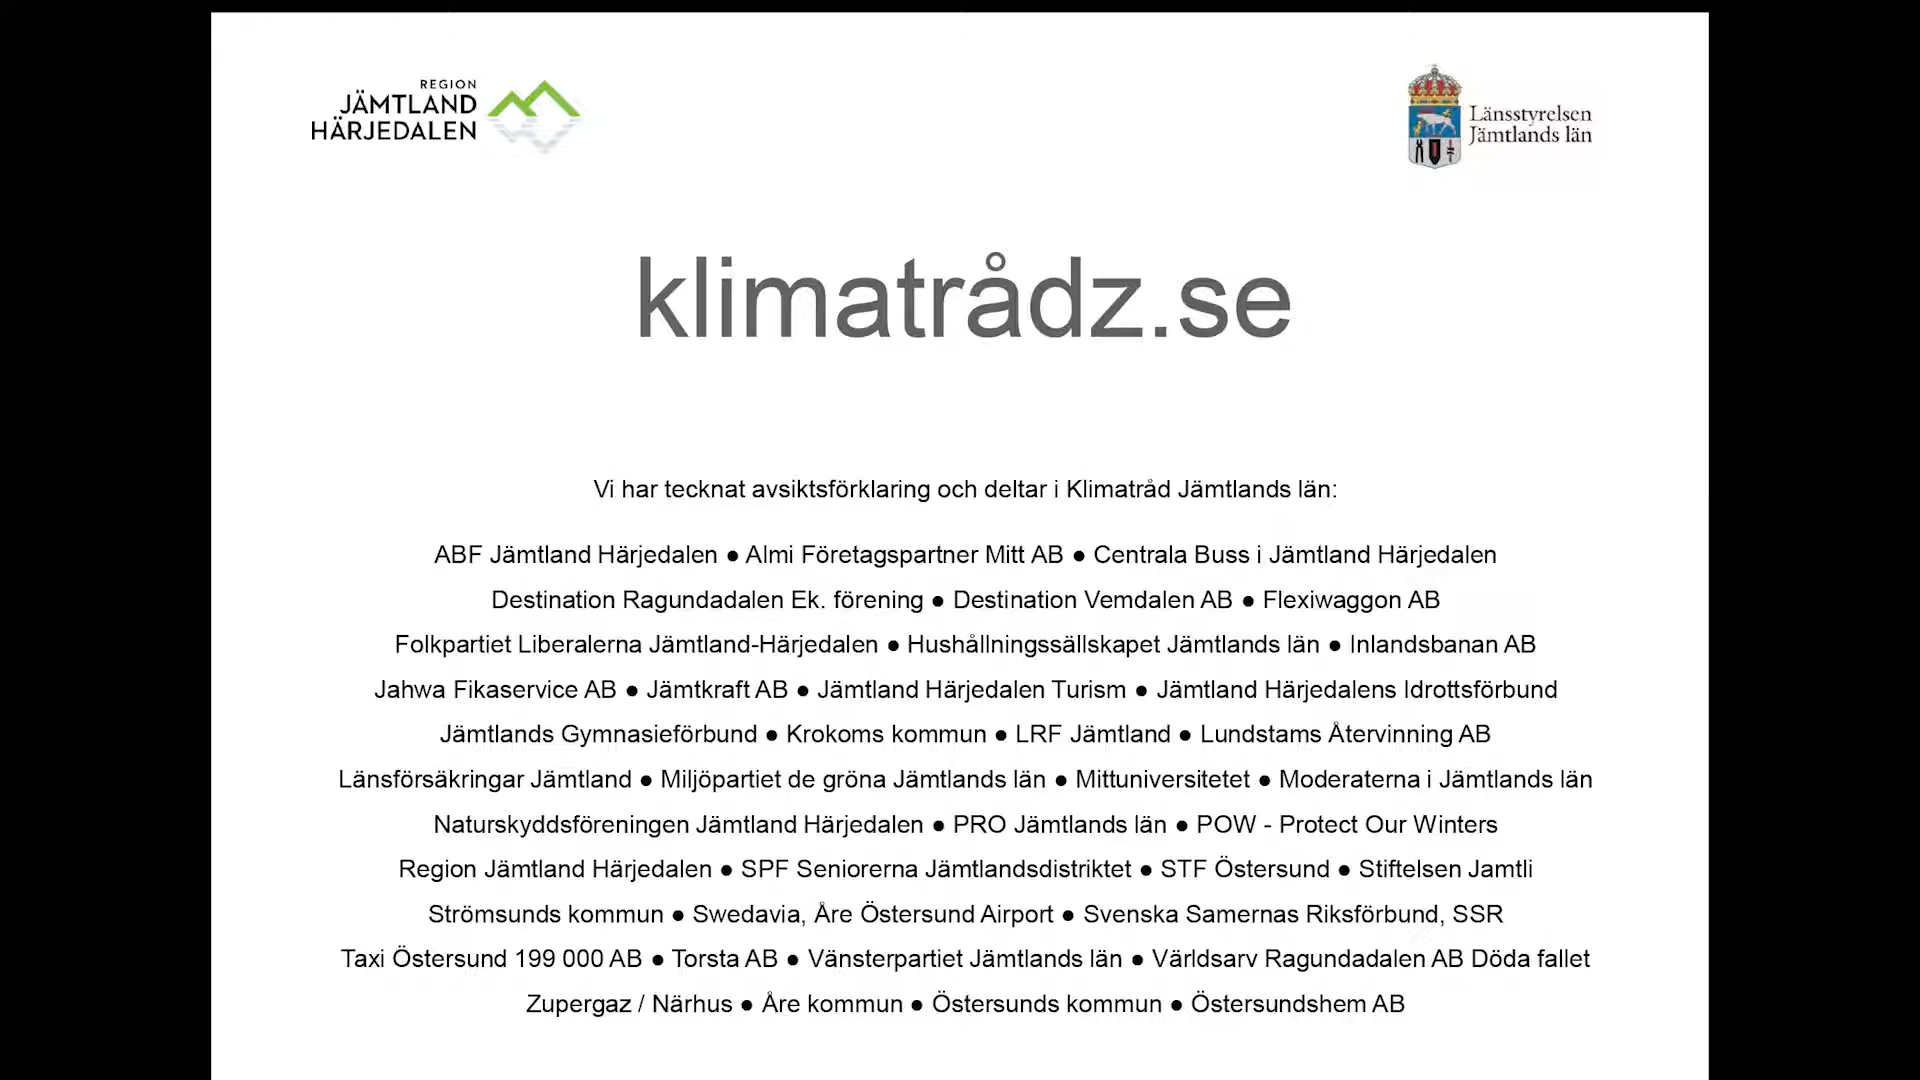 REGION
JÄMTLAND
HÄRJEDALEN
Länsstyrelsen
Jämtlands län
klimatrådz.se
Vi har tecknat avsiktsförklaring och deltar i Klimatråd Jämtlands län:
ABF Jämtland Härjedalen ● Almi Företagspartner Mitt AB ● Centrala Buss i Jämtland Härjedalen
Destination Ragundadalen Ek. förening ● Destination Vemdalen AB ● Flexiwaggon AB
Folkpartiet Liberalerna Jämtland-Härjedalen ● Hushållningssällskapet Jämtlands län ● Inlandsbanan AB
Jahwa Fikaservice AB ● Jämtkraft AB ● Jämtland Härjedalen Turism ● Jämtland Härjedalens Idrottsförbund
Jämtlands Gymnasieförbund ● Krokoms kommun ● LRF Jämtland ● Lundstams Återvinning AB
Länsförsäkringar Jämtland ● Miljöpartiet de gröna Jämtlands län ● Mittuniversitetet ● Moderaterna i Jämtlands län
Naturskyddsföreningen Jämtland Härjedalen ● PRO Jämtlands län ● POW - Protect Our Winters
Region Jämtland Härjedalen ● SPF Seniorerna Jämtlandsdistriktet ● STF Östersund ● Stiftelsen Jamtli
Strömsunds kommun ● Swedavia, Åre Östersund Airport ● Svenska Samernas Riksförbund, SSR
Taxi Östersund 199 000 AB ● Torsta AB ● Vänsterpartiet Jämtlands län ● Världsarv Ragundadalen AB Döda fallet
Zupergaz / Närhus ● Åre kommun ● Östersunds kommun ● Östersundshem AB